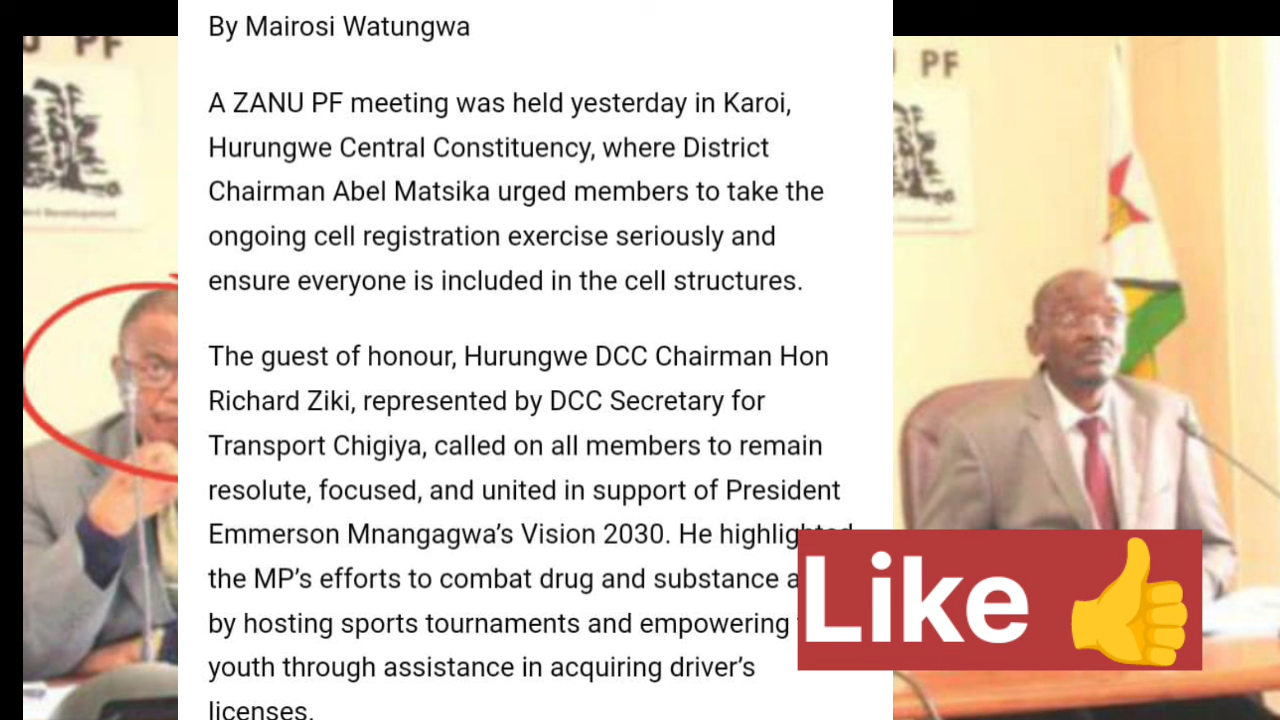 U PF
PF
By Mairosi Watungwa
A ZANU PF meeting was held yesterday in Karoi,
Hurungwe Central Constituency, where District
Chairman Abel Matsika urged members to take the
ongoing cell registration exercise seriously and
ensure everyone is included in the cell structures.
The guest of honour, Hurungwe DCC Chairman Hon
Richard Ziki, represented by DCC Secretary for
Transport Chigiya, called on all members to remain
resolute, focused, and united in support of President
Emmerson Mnangagwa’s Vision 2030. He highlighted
the MP’s efforts to combat drug and substance
by hosting sports tournaments and empowering
youth through assistance in acquiring driver’s
licenses.
Like 👍